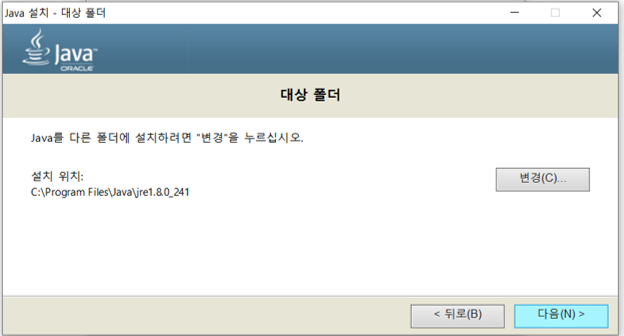 Java 설치 - 대상 폴더
Java™
ORACLE
대상 폴더
Java를 다른 폴더에 설치하려면 "변경"을 누르십시오.
설치 위치:
C:\Program Files\Java\jre1.8.0_241
변경(C)...
< 뒤로(B)
다음(N) >